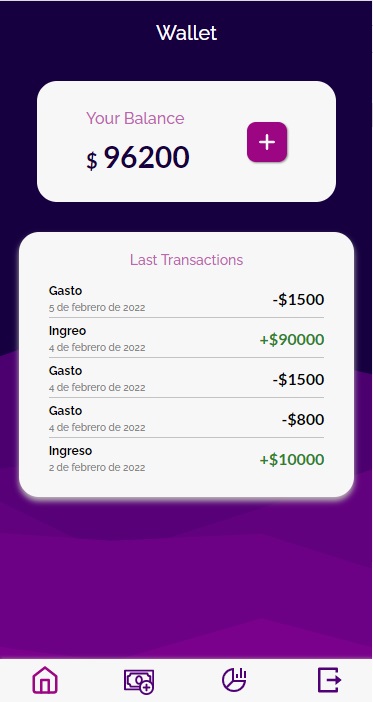 Wallet
Your Balance
$ 96200
Last Transactions
Gasto
5 de febrero de 2022
-$1500
Ingreo
4 de febrero de 2022
+$90000
Gasto
4 de febrero de 2022
-$1500
Gasto
4 de febrero de 2022
-$800
Ingreso
2 de febrero de 2022
+$10000